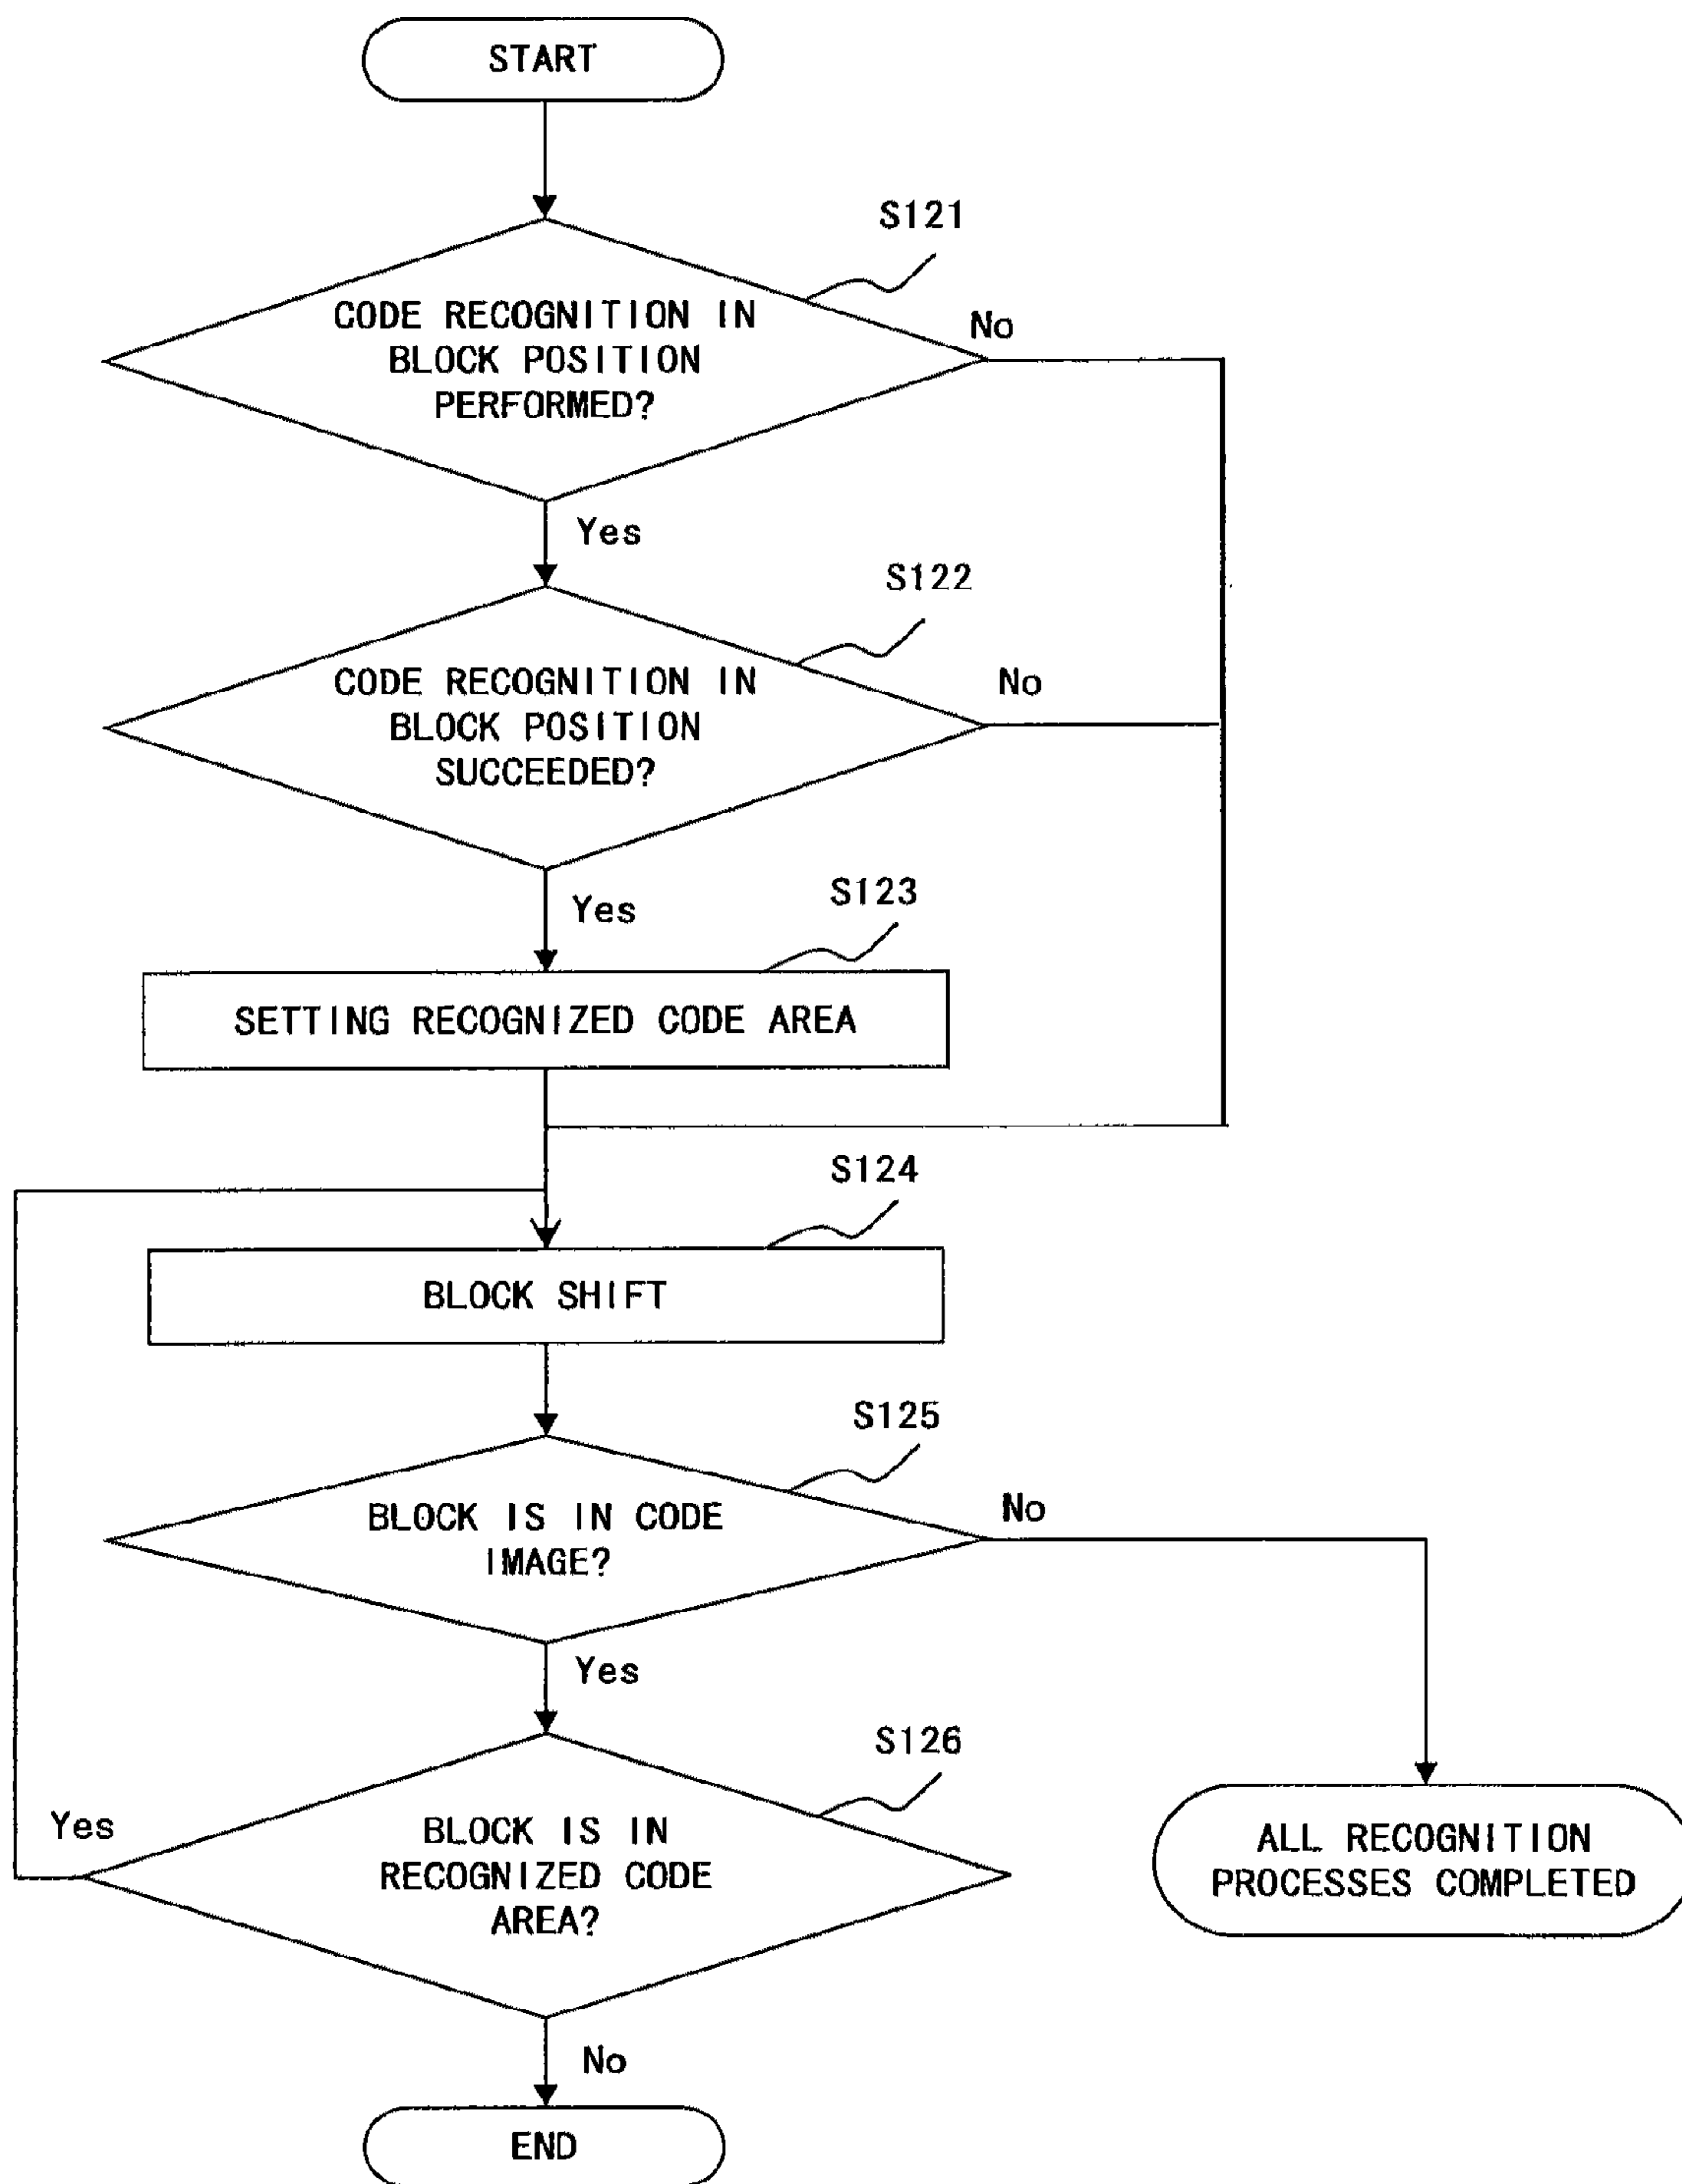 START
S121
CODE RECOGNITION IN
BLOCK POSITION
PERFORMED?
No
Yes
S122
CODE RECOGNITION IN
BLOCK POSITION
SUCCEEDED?
No
Yes
S123
SETTING RECOGNIZED CODE AREA
S124
BLOCK SHIFT
S125
BLOCK IS IN CODE
IMAGE?
No
Yes
S126
BLOCK IS IN
RECOGNIZED CODE
AREA?
Yes
ALL RECOGNITION
PROCESSES COMPLETED
No
END